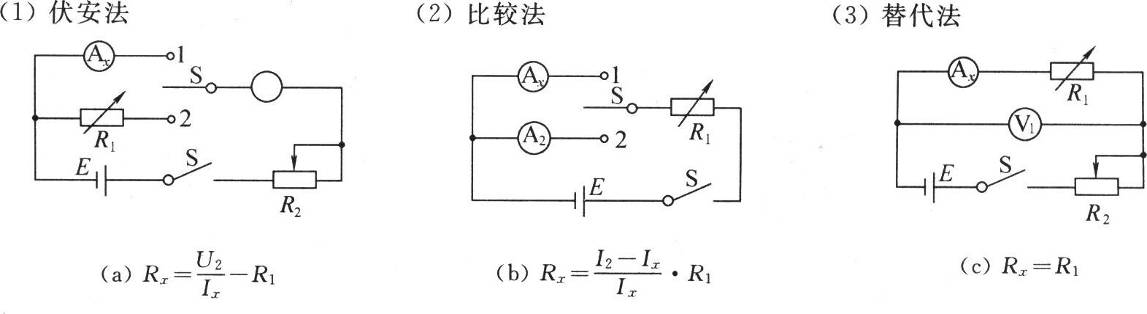 (1) 伏安法
(2) 比较法
(3) 替代法
Aₓ
1
S
R₁
2
E
S
R₂
Aₓ
1
S
R₁
A₂
2
E
S
Aₓ
R₁
V₁
E
S
R₂
(a) Rₓ=U₂/Iₓ−R₁
(b) Rₓ=(I₂−Iₓ)/Iₓ·R₁
(c) Rₓ=R₁